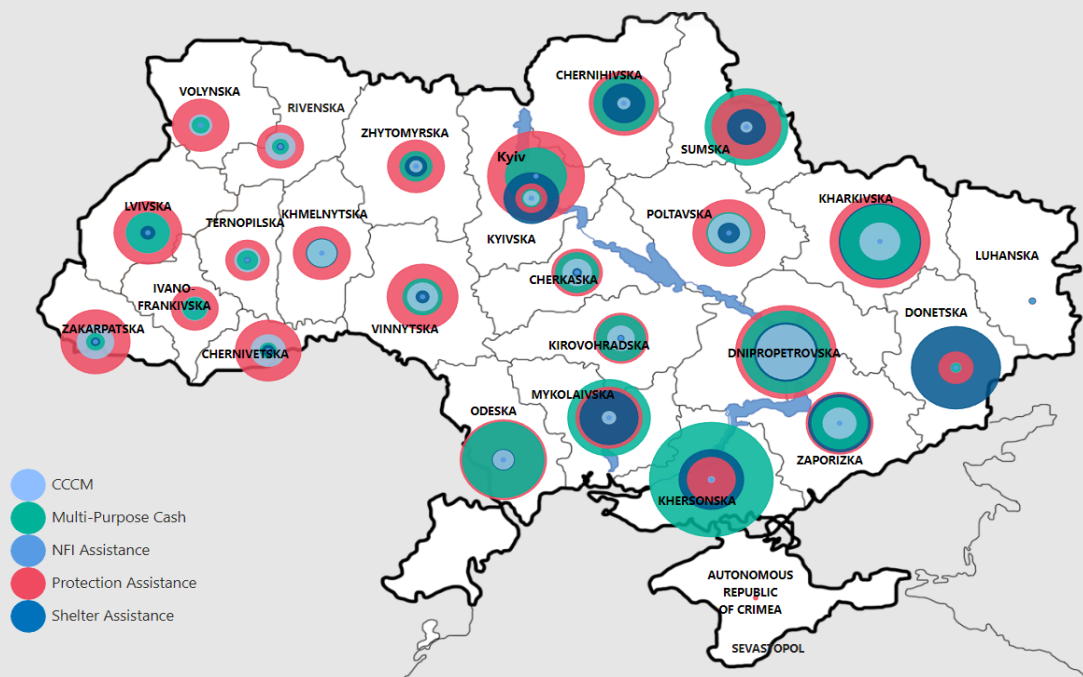 CHERNIHIVSKA
VOLYNSKA
RIVENSKA
ZHYTOMYRSKA
Kyiv
SUMSKA
KHARKIVSKA
LVIVSKA
TERNOPILSKA
KHMELNYTSKA
POLTAVSKA
KYIVSKA
LUHANSKA
CHERKASKA
IVANO-
FRANKIVSKA
DONETSKA
ZAKARPATSKA
VINNYTSKA
CHERNIVETSKA
KIROVOHRADSKA
DNIPROPETROVSKA
MYKOLAIVSKA
ODESKA
ZAPORIZKA
KHERSONSKA
CCCM
Multi-Purpose Cash
NFI Assistance
Protection Assistance
Shelter Assistance
AUTONOMOUS
REPUBLIC
OF CRIMEA
SEVASTOPOL